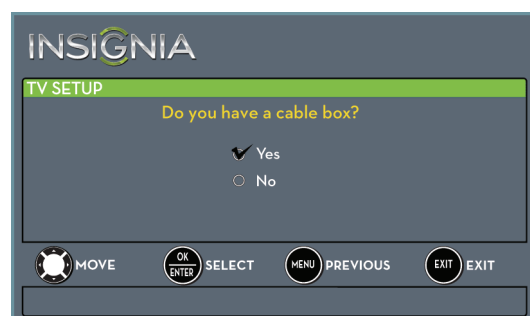 INSIGNIA
TV SETUP
Do you have a cable box?
Yes
No
MOVE OK ENTER SELECT MENU PREVIOUS EXIT EXIT